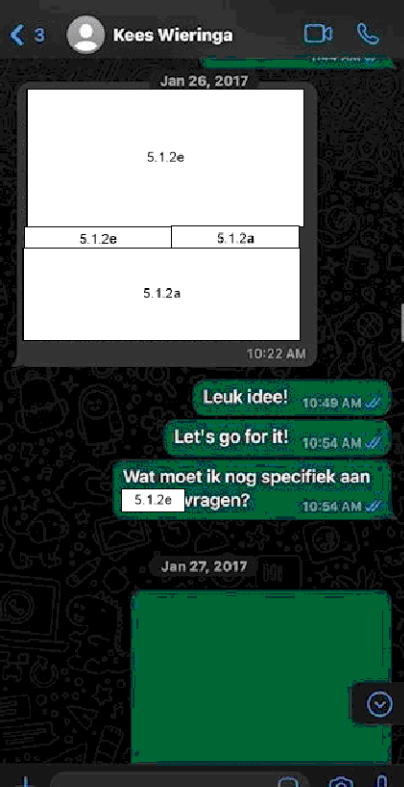 3
Kees Wieringa
Jan 26, 2017
5.1.2e
5.1.2e
5.1.2a
5.1.2a
10:22 AM
Leuk idee!
10:49 AM
Let's go for it!
10:54 AM
Wat moet ik nog specifiek aan
5.1.2e vragen?
10:54 AM
Jan 27, 2017